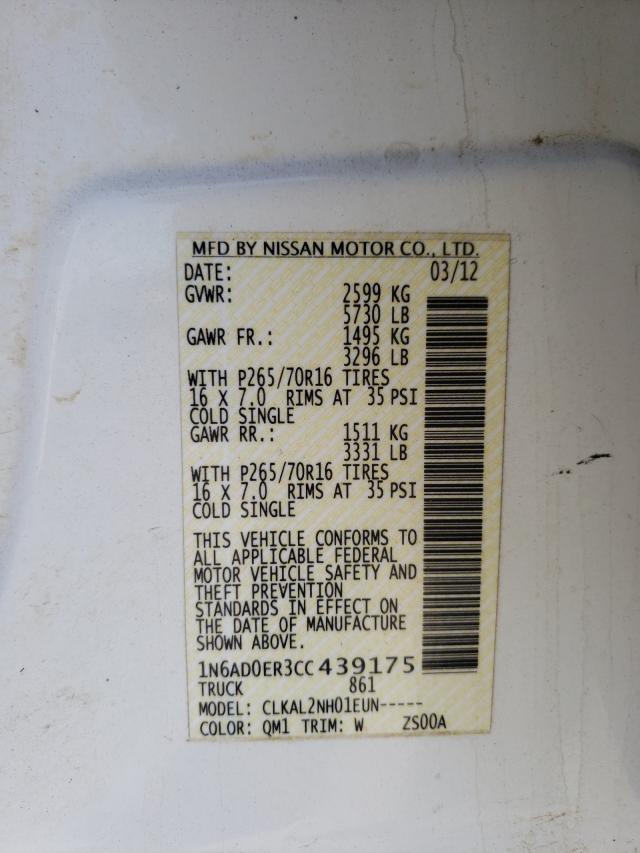 MFD BY NISSAN MOTOR CO., LTD.
DATE: 03/12
GVWR: 2599 KG
5730 LB
GAWR FR.: 1495 KG
3296 LB
WITH P265/70R16 TIRES
16 X 7.0 RIMS AT 35 PSI
COLD SINGLE
GAWR RR.: 1511 KG
3331 LB
WITH P265/70R16 TIRES
16 X 7.0 RIMS AT 35 PSI
COLD SINGLE
THIS VEHICLE CONFORMS TO
ALL APPLICABLE FEDERAL
MOTOR VEHICLE SAFETY AND
THEFT PREVENTION
STANDARDS IN EFFECT ON
THE DATE OF MANUFACTURE
SHOWN ABOVE.
1N6AD0ER3CC439175
TRUCK 861
MODEL: CLKAL2NH01EUN-----
COLOR: QM1 TRIM: W ZS00A